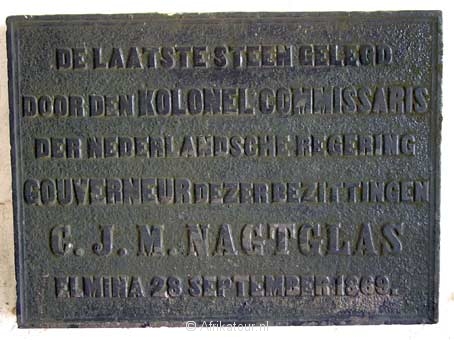 DE LAATSTE STEEN GELEGD
DOOR DEN KOLONEL COMMISSARIS
DER NEDERLANDSCHE REGERING
GOUVERNEUR DEZER BEZITTINGEN
C. J. M. NAGTGLAS
ELMINA 28 SEPTEMBER 1869.
© Afrikatour.nl